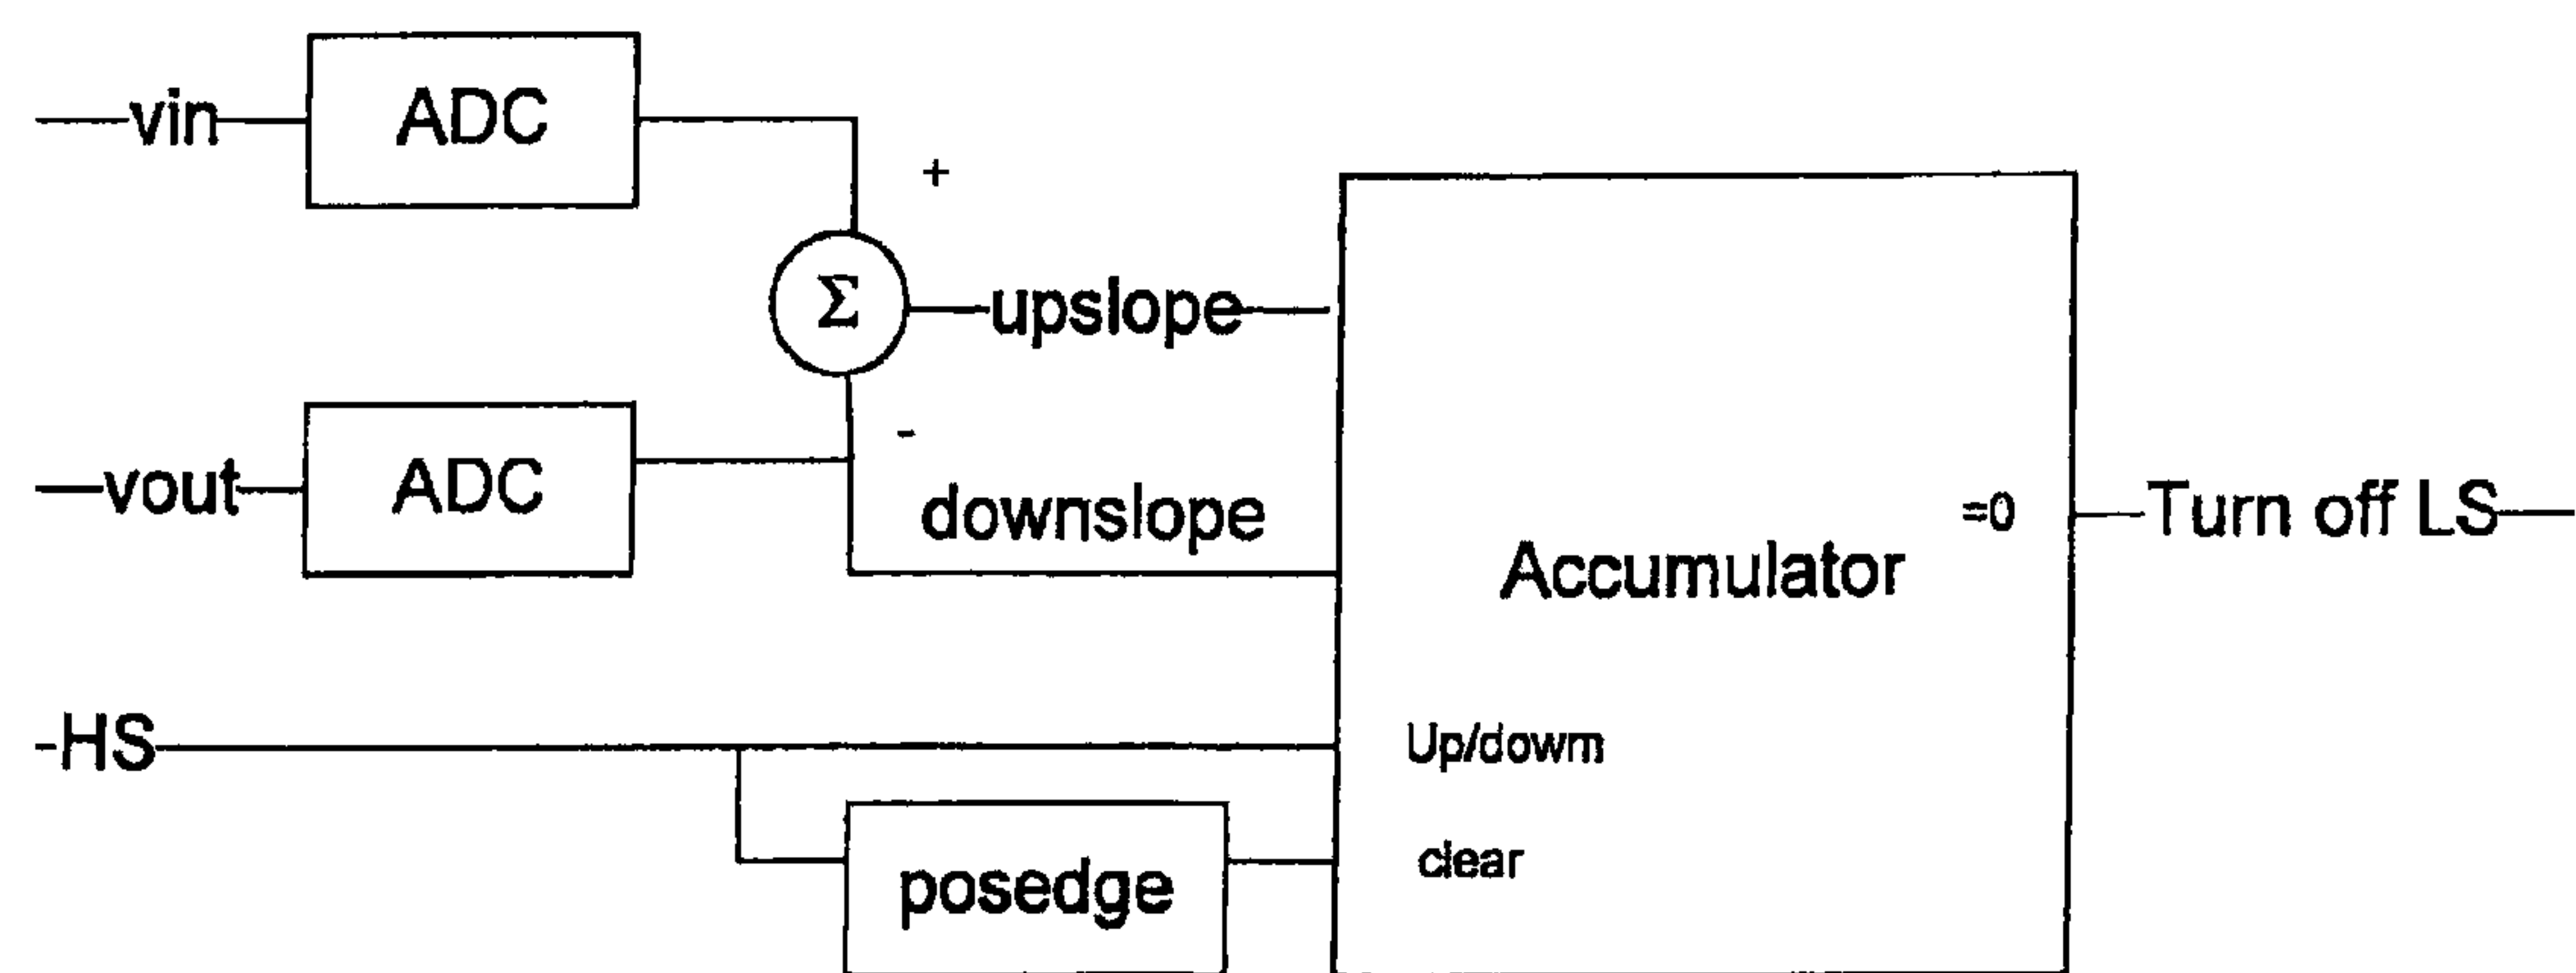 vin
ADC
+
Σ
upslope
vout
ADC
-
downslope
=0
Turn off LS
Accumulator
-HS
Up/dowm
clear
posedge